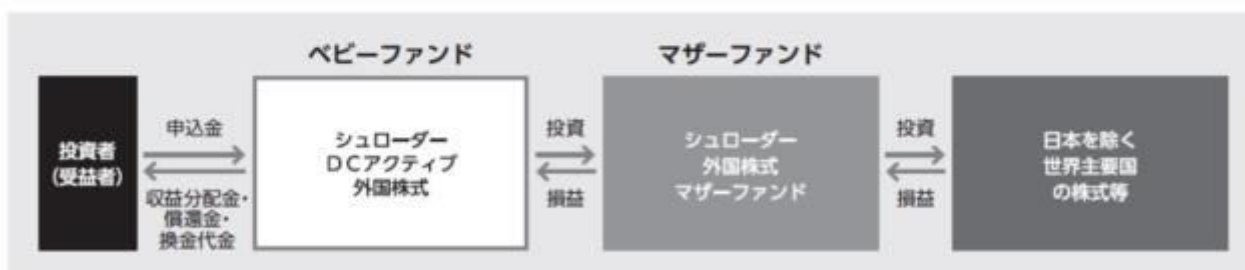 ベビーファンド
マザーファンド
投資者
(受益者)
申込金
収益分配金・
償還金・
換金代金
シュローダー
DCアクティブ
外国株式
投資
損益
シュローダー
外国株式
マザーファンド
投資
損益
日本を除く
世界主要国
の株式等